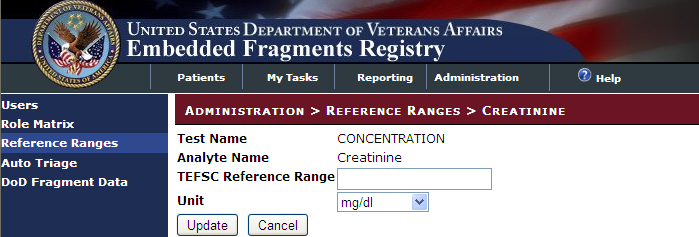 UNITED STATES DEPARTMENT OF VETERANS AFFAIRS
Embedded Fragments Registry
Patients My Tasks Reporting Administration ? Help
Users
Role Matrix
Reference Ranges
Auto Triage
DoD Fragment Data
ADMINISTRATION > REFERENCE RANGES > CREATININE
Test Name CONCENTRATION
Analyte Name Creatinine
TEFSC Reference Range
Unit mg/dl
Update Cancel